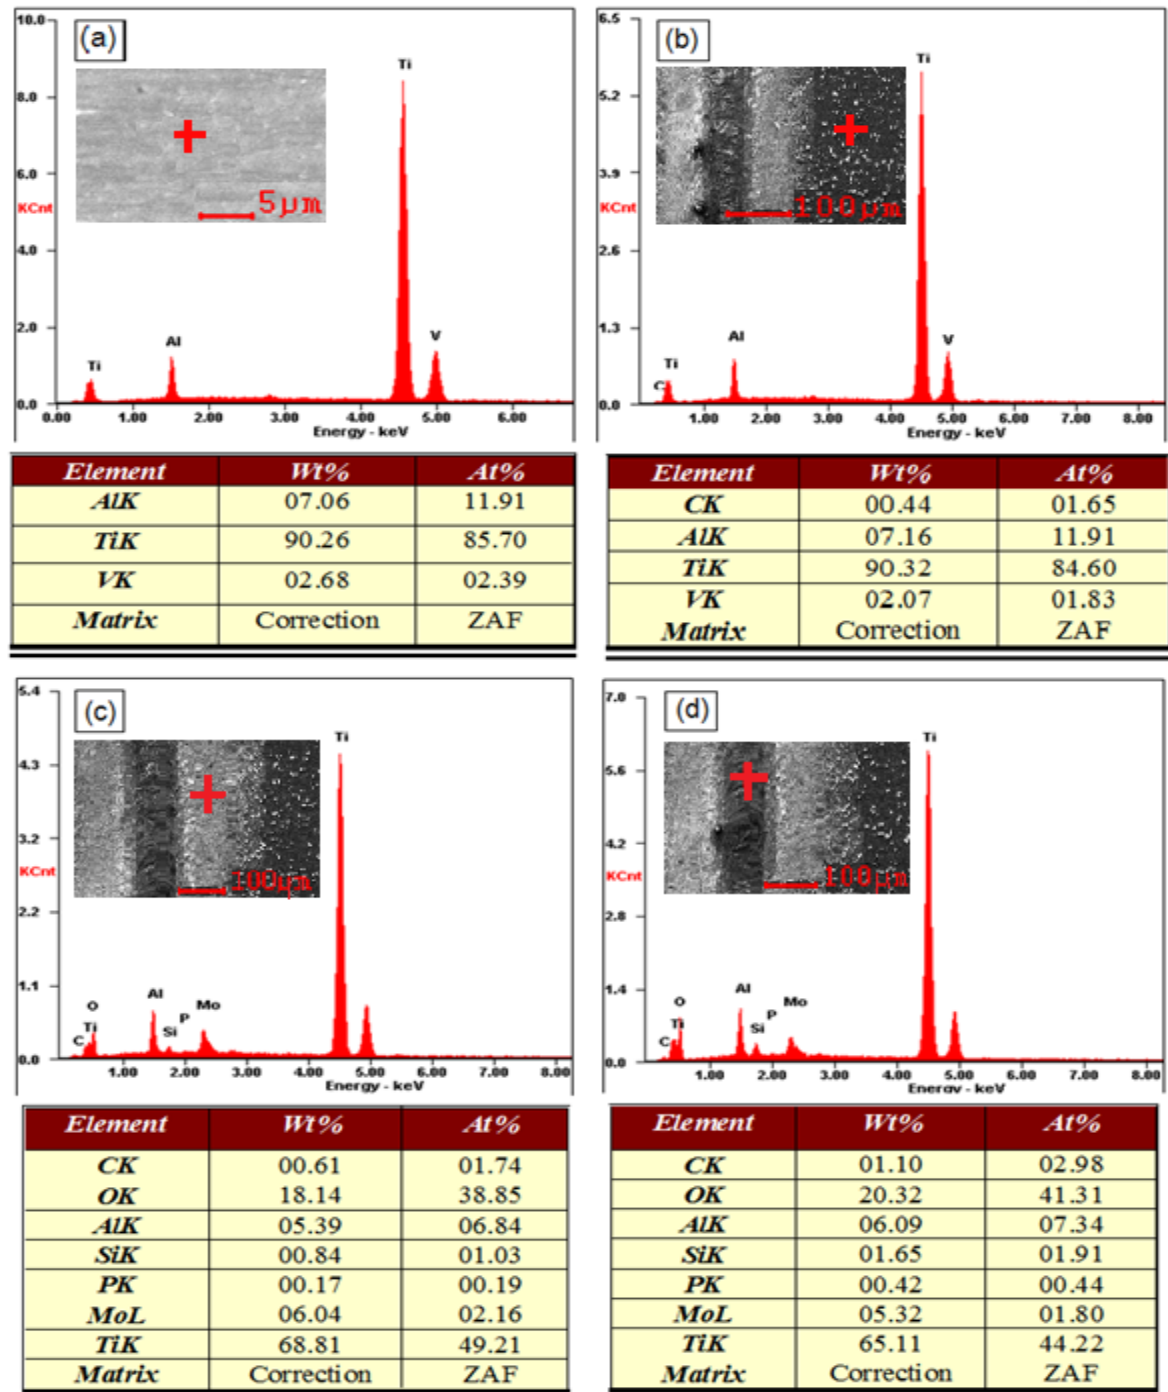 (a)
10.0
8.0
6.0
KCnt
4.0
2.0
0.0
Ti
Al
Ti
V
5µm
0.00 1.00 2.00 3.00 4.00 5.00 6.00
Energy - keV
Element Wt% At%
AlK 07.06 11.91
TiK 90.26 85.70
VK 02.68 02.39
Matrix Correction ZAF
(b)
6.5
5.2
3.9
KCnt
2.6
1.3
0.0
C
Ti
Al
Ti
V
100µm
1.00 2.00 3.00 4.00 5.00 6.00 7.00 8.00
Energy - keV
Element Wt% At%
CK 00.44 01.65
AlK 07.16 11.91
TiK 90.32 84.60
VK 02.07 01.83
Matrix Correction ZAF
(c)
5.4
4.3
3.2
KCnt
2.2
1.1
0.0
C
Ti
O
Al
Si
P
Mo
Ti
100µm
1.00 2.00 3.00 4.00 5.00 6.00 7.00 8.00
Energy - keV
Element Wt% At%
CK 00.61 01.74
OK 18.14 38.85
AlK 05.39 06.84
SiK 00.84 01.03
PK 00.17 00.19
MoL 06.04 02.16
TiK 68.81 49.21
Matrix Correction ZAF
(d)
7.0
5.6
4.2
KCnt
2.8
1.4
0.0
C
Ti
O
Al
Si
P
Mo
Ti
100µm
1.00 2.00 3.00 4.00 5.00 6.00 7.00 8.00
Energy - keV
Element Wt% At%
CK 01.10 02.98
OK 20.32 41.31
AlK 06.09 07.34
SiK 01.65 01.91
PK 00.42 00.44
MoL 05.32 01.80
TiK 65.11 44.22
Matrix Correction ZAF